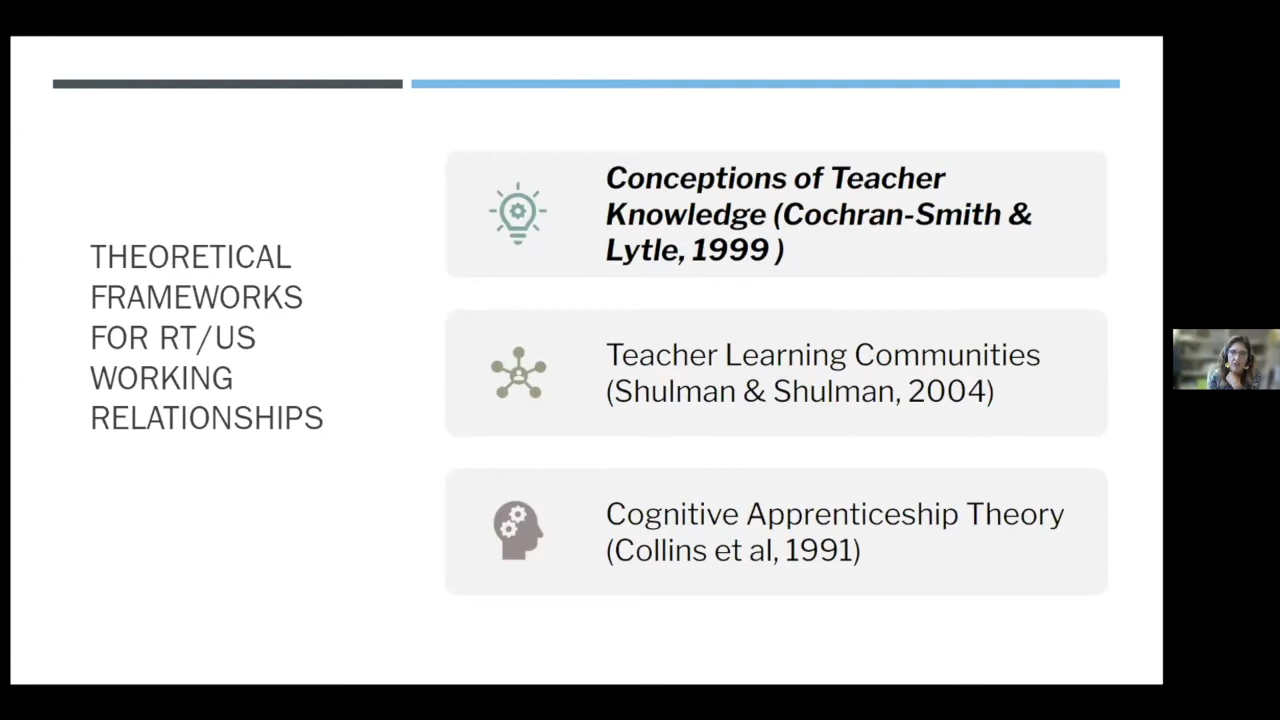 THEORETICAL
FRAMEWORKS
FOR RT/US
WORKING
RELATIONSHIPS
Conceptions of Teacher
Knowledge (Cochran-Smith &
Lytle, 1999 )
Teacher Learning Communities
(Shulman & Shulman, 2004)
Cognitive Apprenticeship Theory
(Collins et al, 1991)